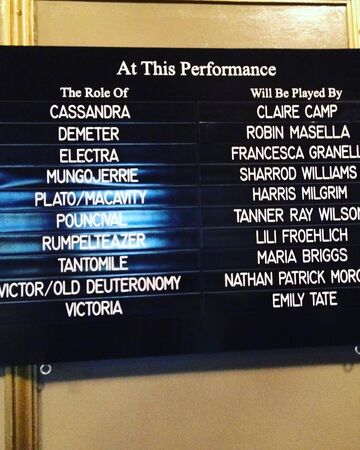 At This Performance
The Role Of Will Be Played By
CASSANDRA CLAIRE CAMP
DEMETER ROBIN MASELLA
ELECTRA FRANCESCA GRANELL
MUNGOJERRIE SHARROD WILLIAMS
PLATO/MACAVITY HARRIS MILGRIM
POUNCIVAL TANNER RAY WILSON
RUMPELTEAZER LILI FROEHLICH
TANTOMILE MARIA BRIGGS
VICTOR/OLD DEUTERONOMY NATHAN PATRICK MORG
VICTORIA EMILY TATE